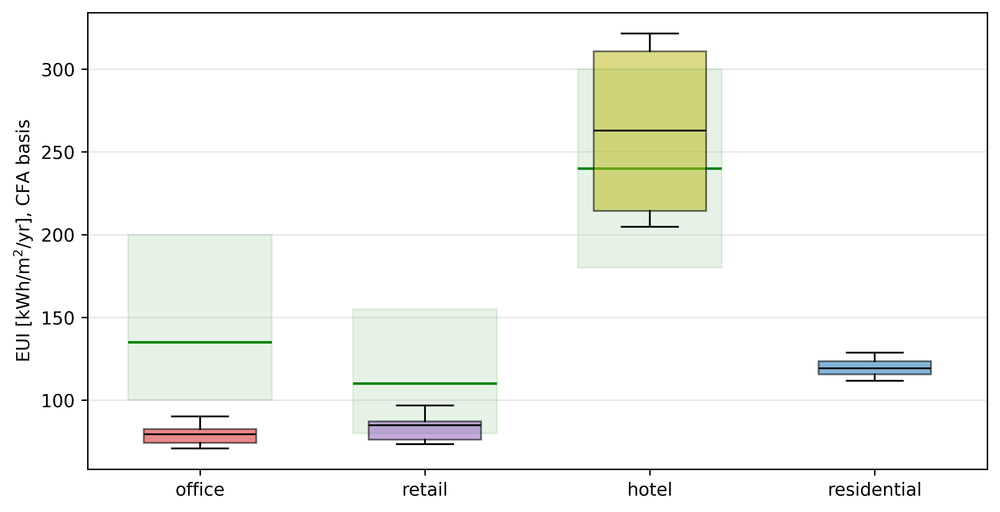 EUI [kWh/m²/yr], CFA basis
300
250
200
150
100
office retail hotel residential